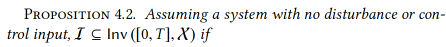 PROPOSITION 4.2. Assuming a system with no disturbance or con-
trol input, 𝓘 ⊆ Inv ([0, T], 𝓧) if